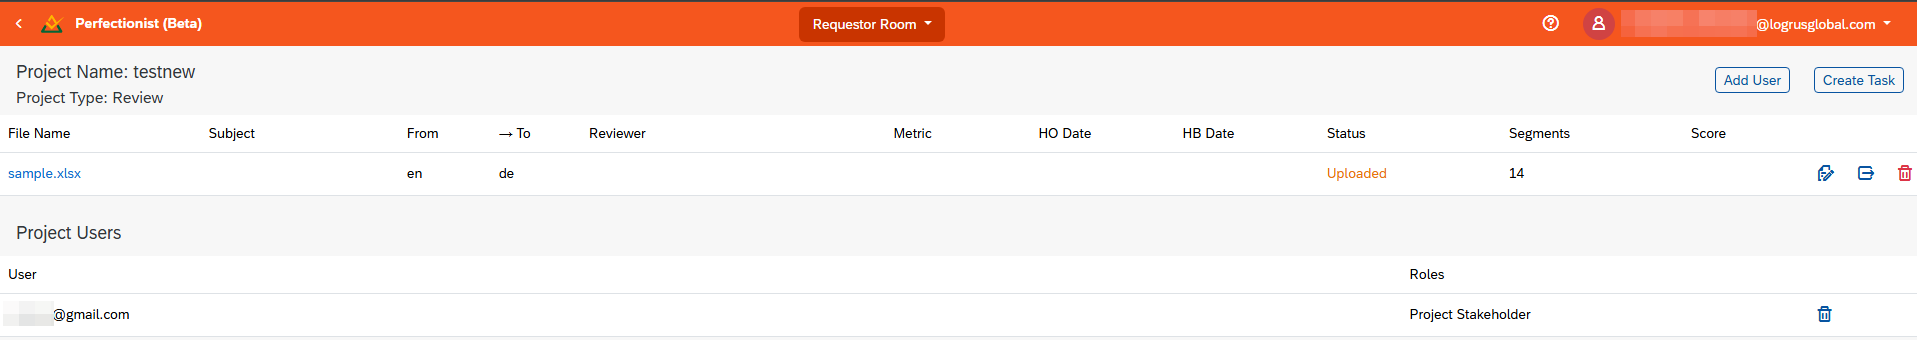 Perfectionist (Beta) Requestor Room @logrusglobal.com
Project Name: testnew
Project Type: Review
Add User Create Task
File Name Subject From → To Reviewer Metric HO Date HB Date Status Segments Score
sample.xlsx en de Uploaded 14
Project Users
User Roles
@gmail.com Project Stakeholder